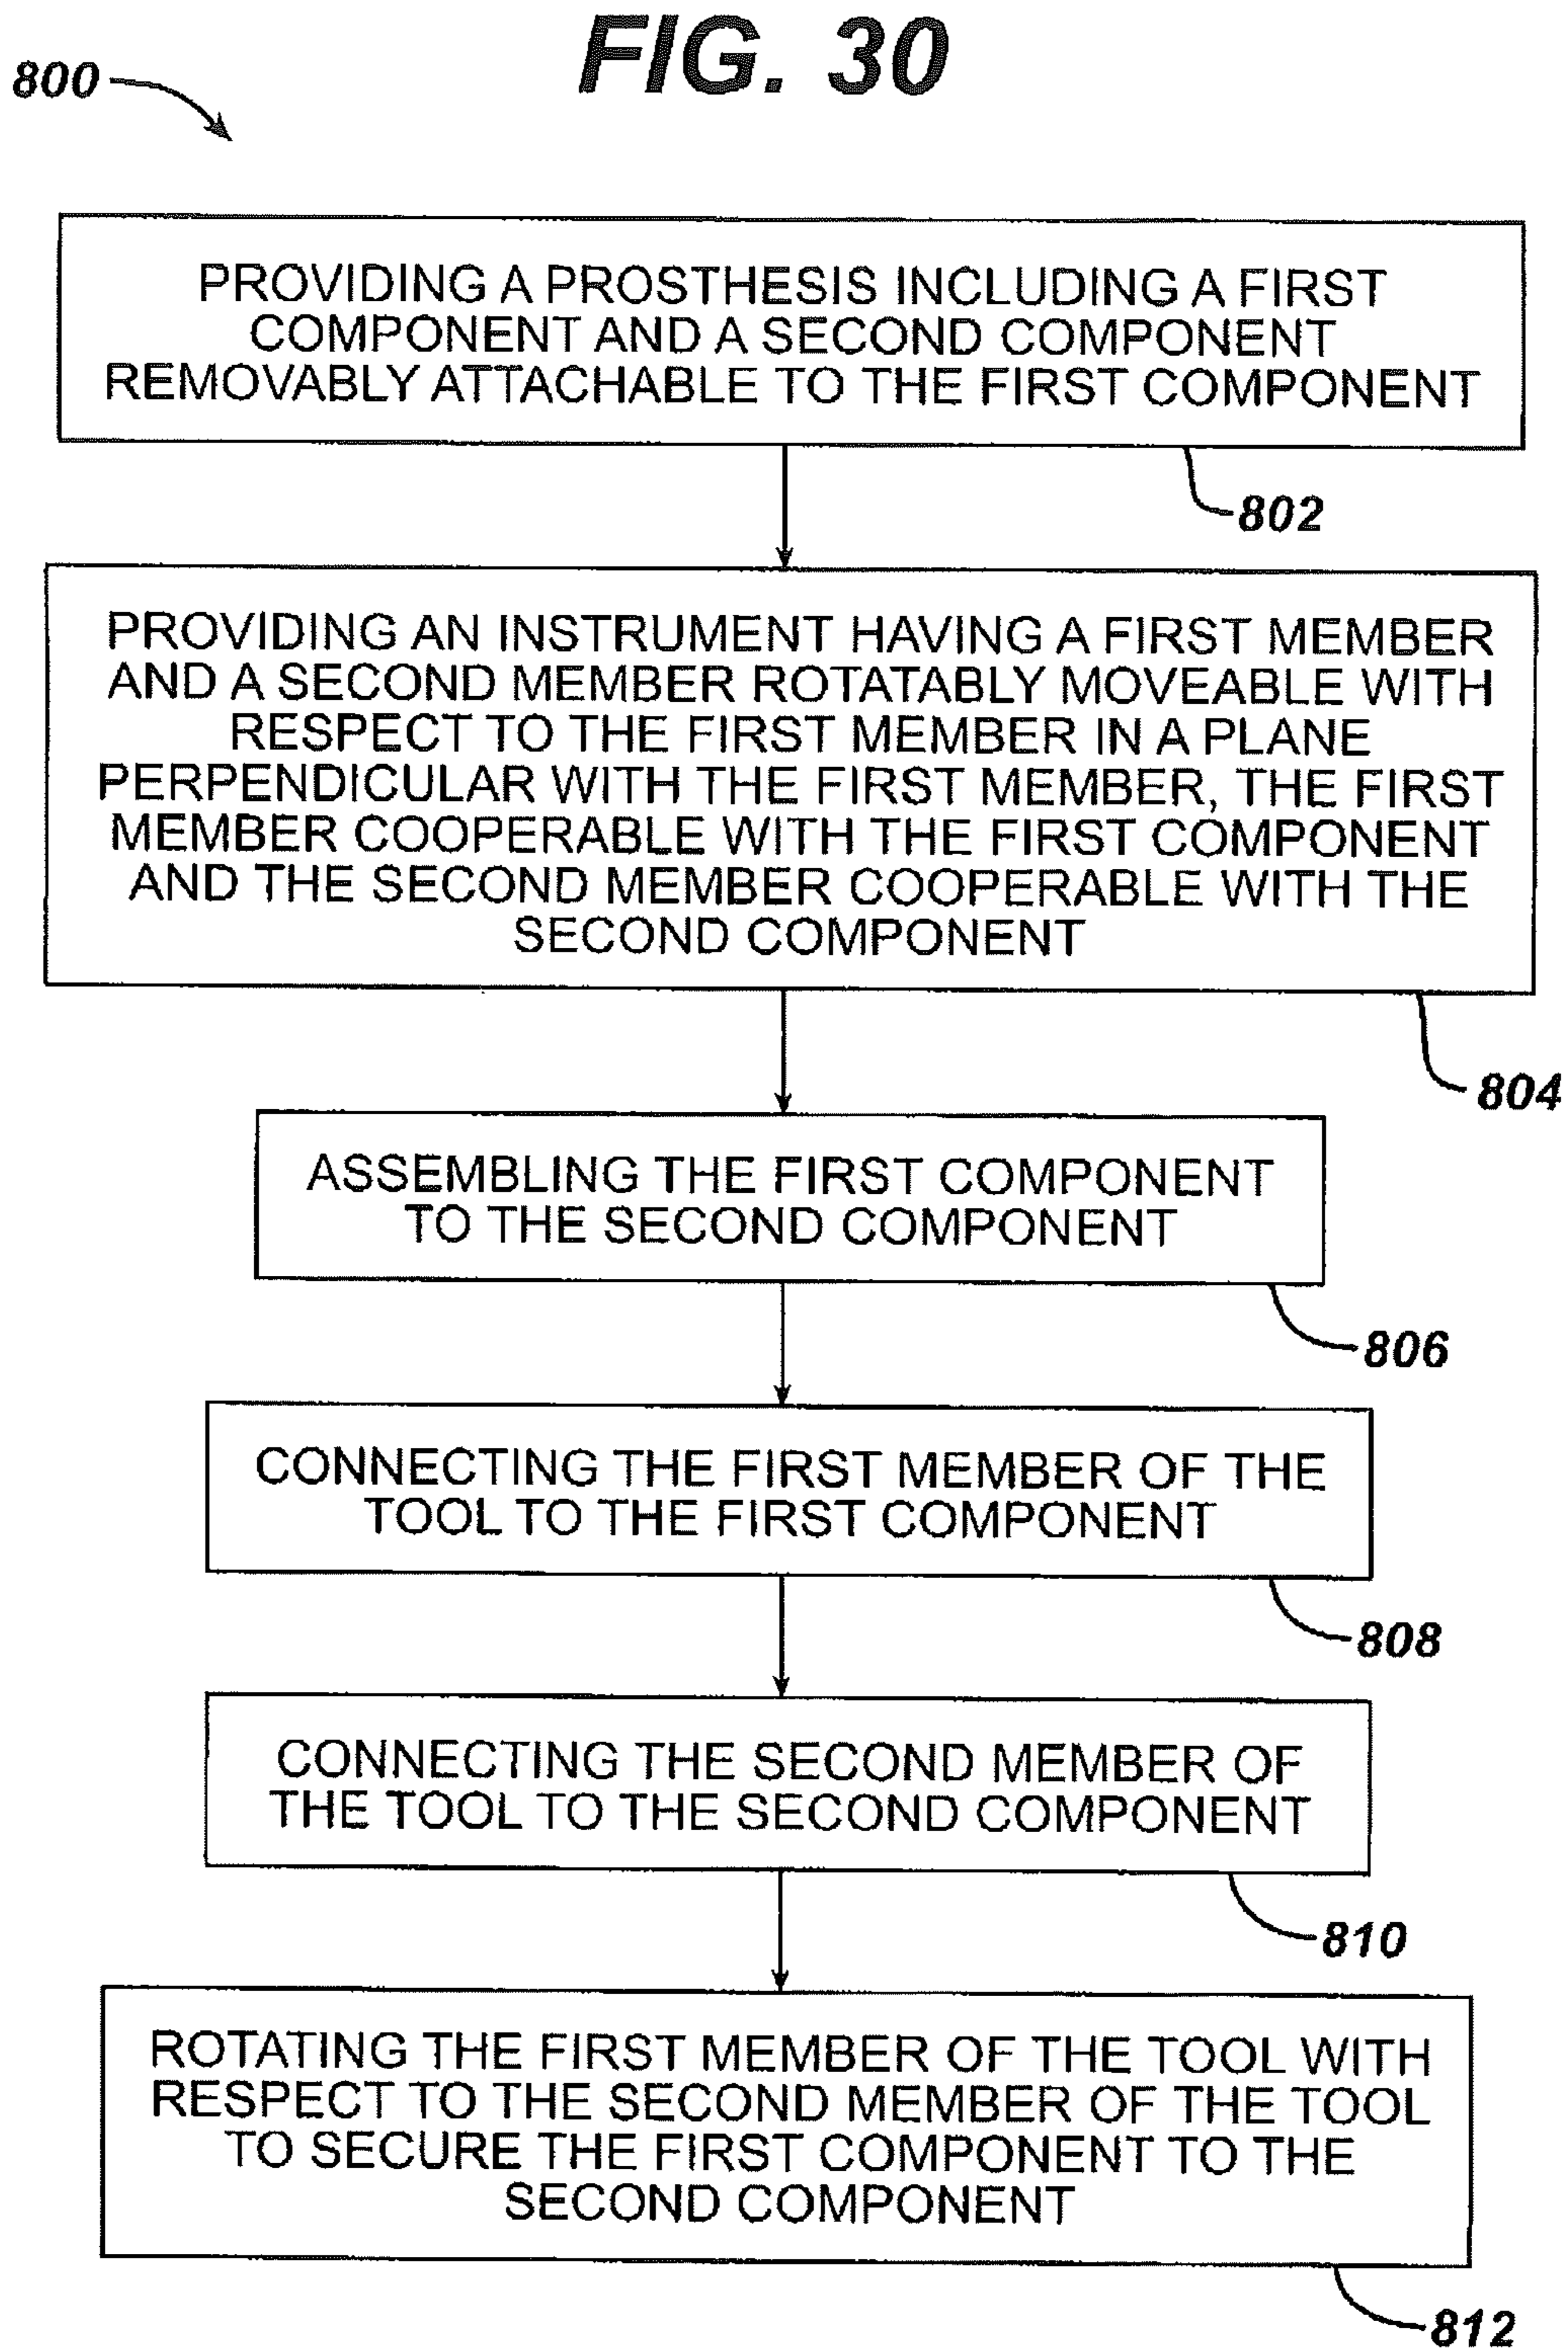 FIG. 30
800
PROVIDING A PROSTHESIS INCLUDING A FIRST
COMPONENT AND A SECOND COMPONENT
REMOVABLY ATTACHABLE TO THE FIRST COMPONENT
802
PROVIDING AN INSTRUMENT HAVING A FIRST MEMBER
AND A SECOND MEMBER ROTATABLY MOVEABLE WITH
RESPECT TO THE FIRST MEMBER IN A PLANE
PERPENDICULAR WITH THE FIRST MEMBER, THE FIRST
MEMBER COOPERABLE WITH THE FIRST COMPONENT
AND THE SECOND MEMBER COOPERABLE WITH THE
SECOND COMPONENT
804
ASSEMBLING THE FIRST COMPONENT
TO THE SECOND COMPONENT
806
CONNECTING THE FIRST MEMBER OF THE
TOOL TO THE FIRST COMPONENT
808
CONNECTING THE SECOND MEMBER OF
THE TOOL TO THE SECOND COMPONENT
810
ROTATING THE FIRST MEMBER OF THE TOOL WITH
RESPECT TO THE SECOND MEMBER OF THE TOOL
TO SECURE THE FIRST COMPONENT TO THE
SECOND COMPONENT
812